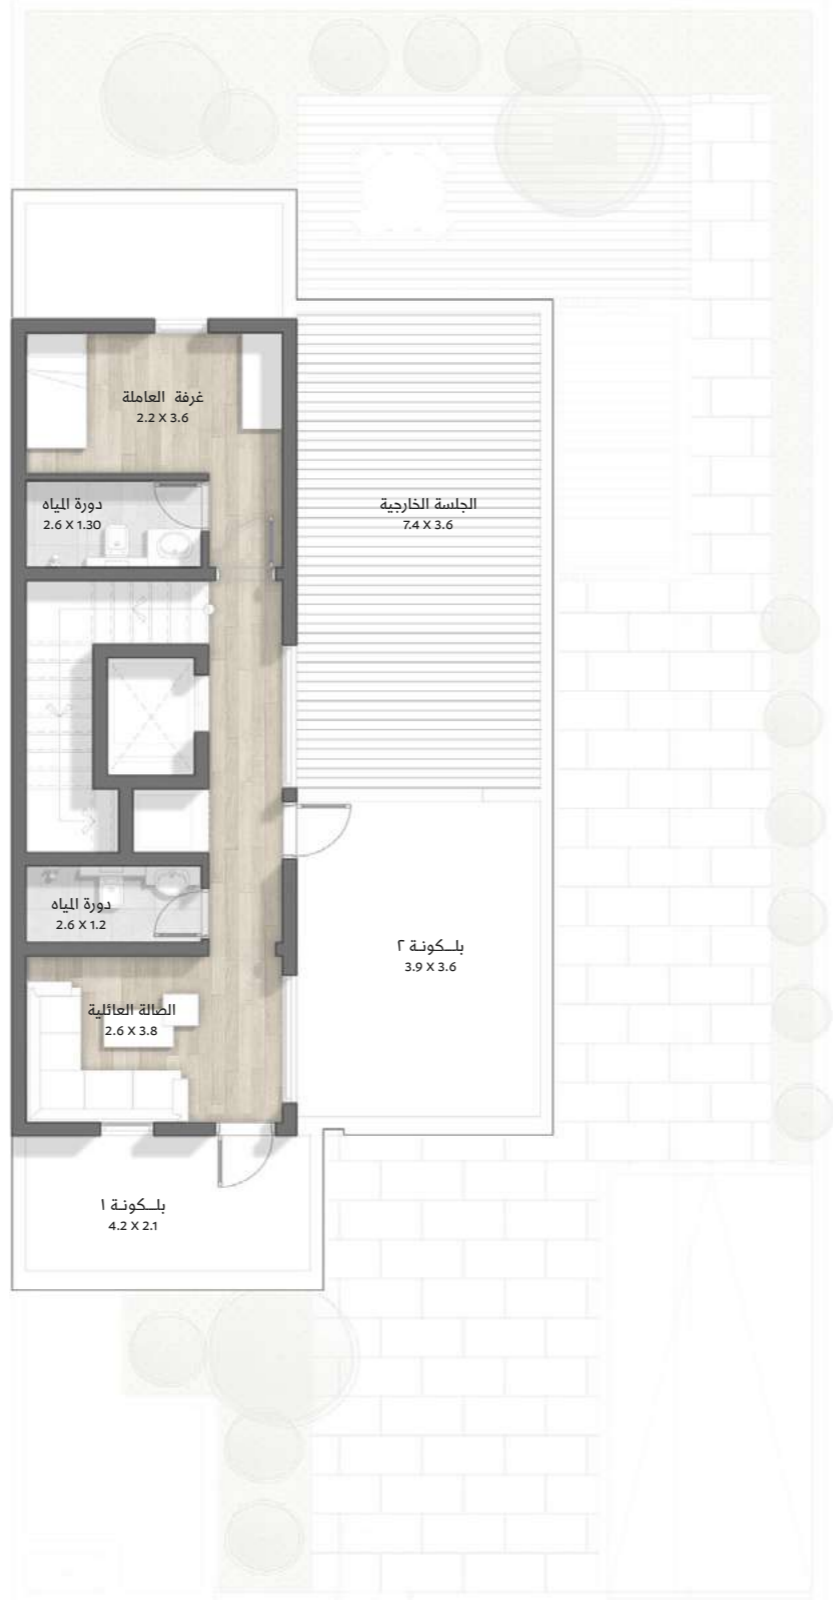 غرفة العاملة
2.2 X 3.6
دورة المياه
2.6 X 1.30
الجلسة الخارجية
7.4 X 3.6
دورة المياه
2.6 X 1.2
بلــكـونـة ٢
3.9 X 3.6
الصالة العائلية
2.6 X 3.8
بلــكـونـة ١
4.2 X 2.1